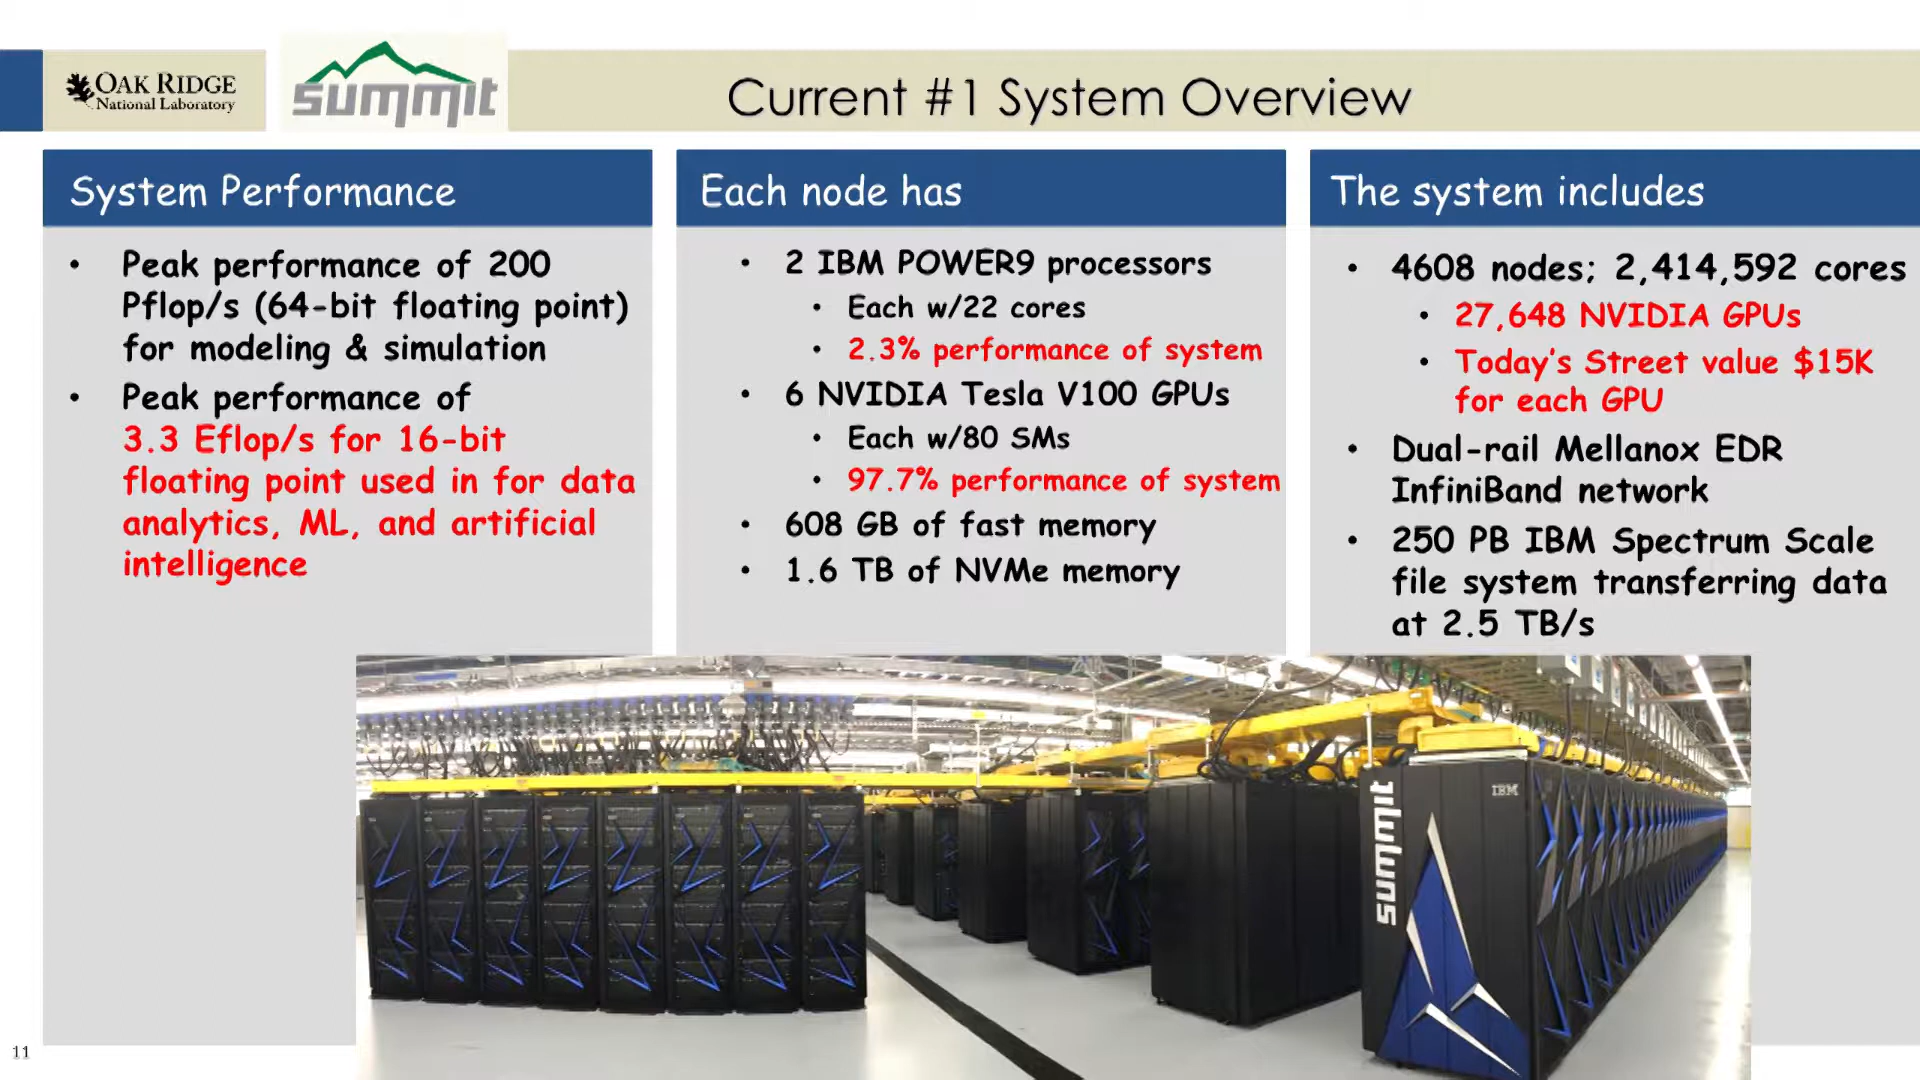 OAK RIDGE
National Laboratory
summit
Current #1 System Overview
System Performance
• Peak performance of 200
Pflop/s (64-bit floating point)
for modeling & simulation
• Peak performance of
3.3 Eflop/s for 16-bit
floating point used in for data
analytics, ML, and artificial
intelligence
Each node has
• 2 IBM POWER9 processors
• Each w/22 cores
• 2.3% performance of system
• 6 NVIDIA Tesla V100 GPUs
• Each w/80 SMs
• 97.7% performance of system
• 608 GB of fast memory
• 1.6 TB of NVMe memory
The system includes
• 4608 nodes; 2,414,592 cores
• 27,648 NVIDIA GPUs
• Today's Street value $15K
for each GPU
• Dual-rail Mellanox EDR
InfiniBand network
• 250 PB IBM Spectrum Scale
file system transferring data
at 2.5 TB/s
summit
IBM
11